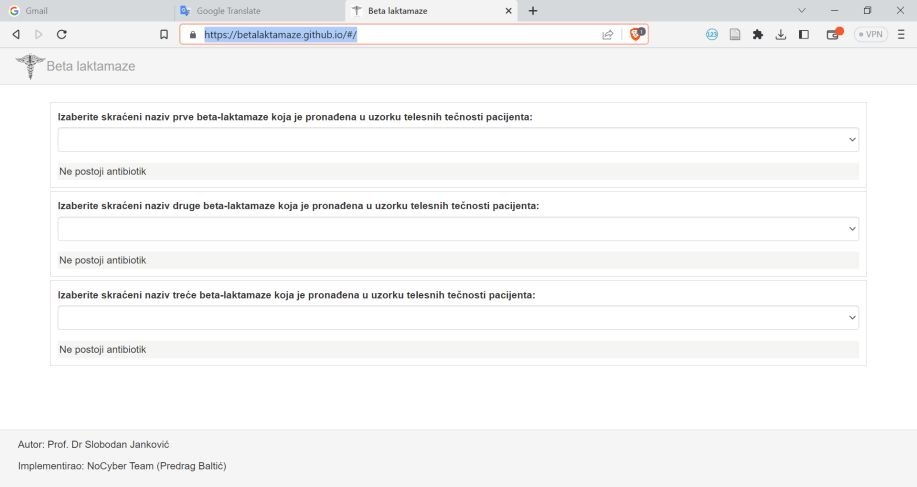 Gmail
Google Translate
Beta laktamaze
https://betalaktamaze.github.io/#/
1
123
VPN
Beta laktamaze
Izaberite skraćeni naziv prve beta-laktamaze koja je pronađena u uzorku telesnih tečnosti pacijenta:
Ne postoji antibiotik
Izaberite skraćeni naziv druge beta-laktamaze koja je pronađena u uzorku telesnih tečnosti pacijenta:
Ne postoji antibiotik
Izaberite skraćeni naziv treće beta-laktamaze koja je pronađena u uzorku telesnih tečnosti pacijenta:
Ne postoji antibiotik
Autor: Prof. Dr Slobodan Janković
Implementirao: NoCyber Team (Predrag Baltić)